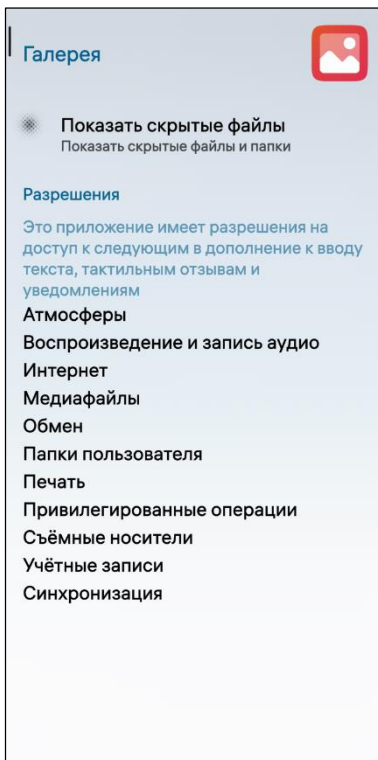 Галерея
Показать скрытые файлы
Показать скрытые файлы и папки
Разрешения
Это приложение имеет разрешения на
доступ к следующим в дополнение к вводу
текста, тактильным отзывам и
уведомлениям
Атмосферы
Воспроизведение и запись аудио
Интернет
Медиафайлы
Обмен
Папки пользователя
Печать
Привилегированные операции
Съёмные носители
Учётные записи
Синхронизация